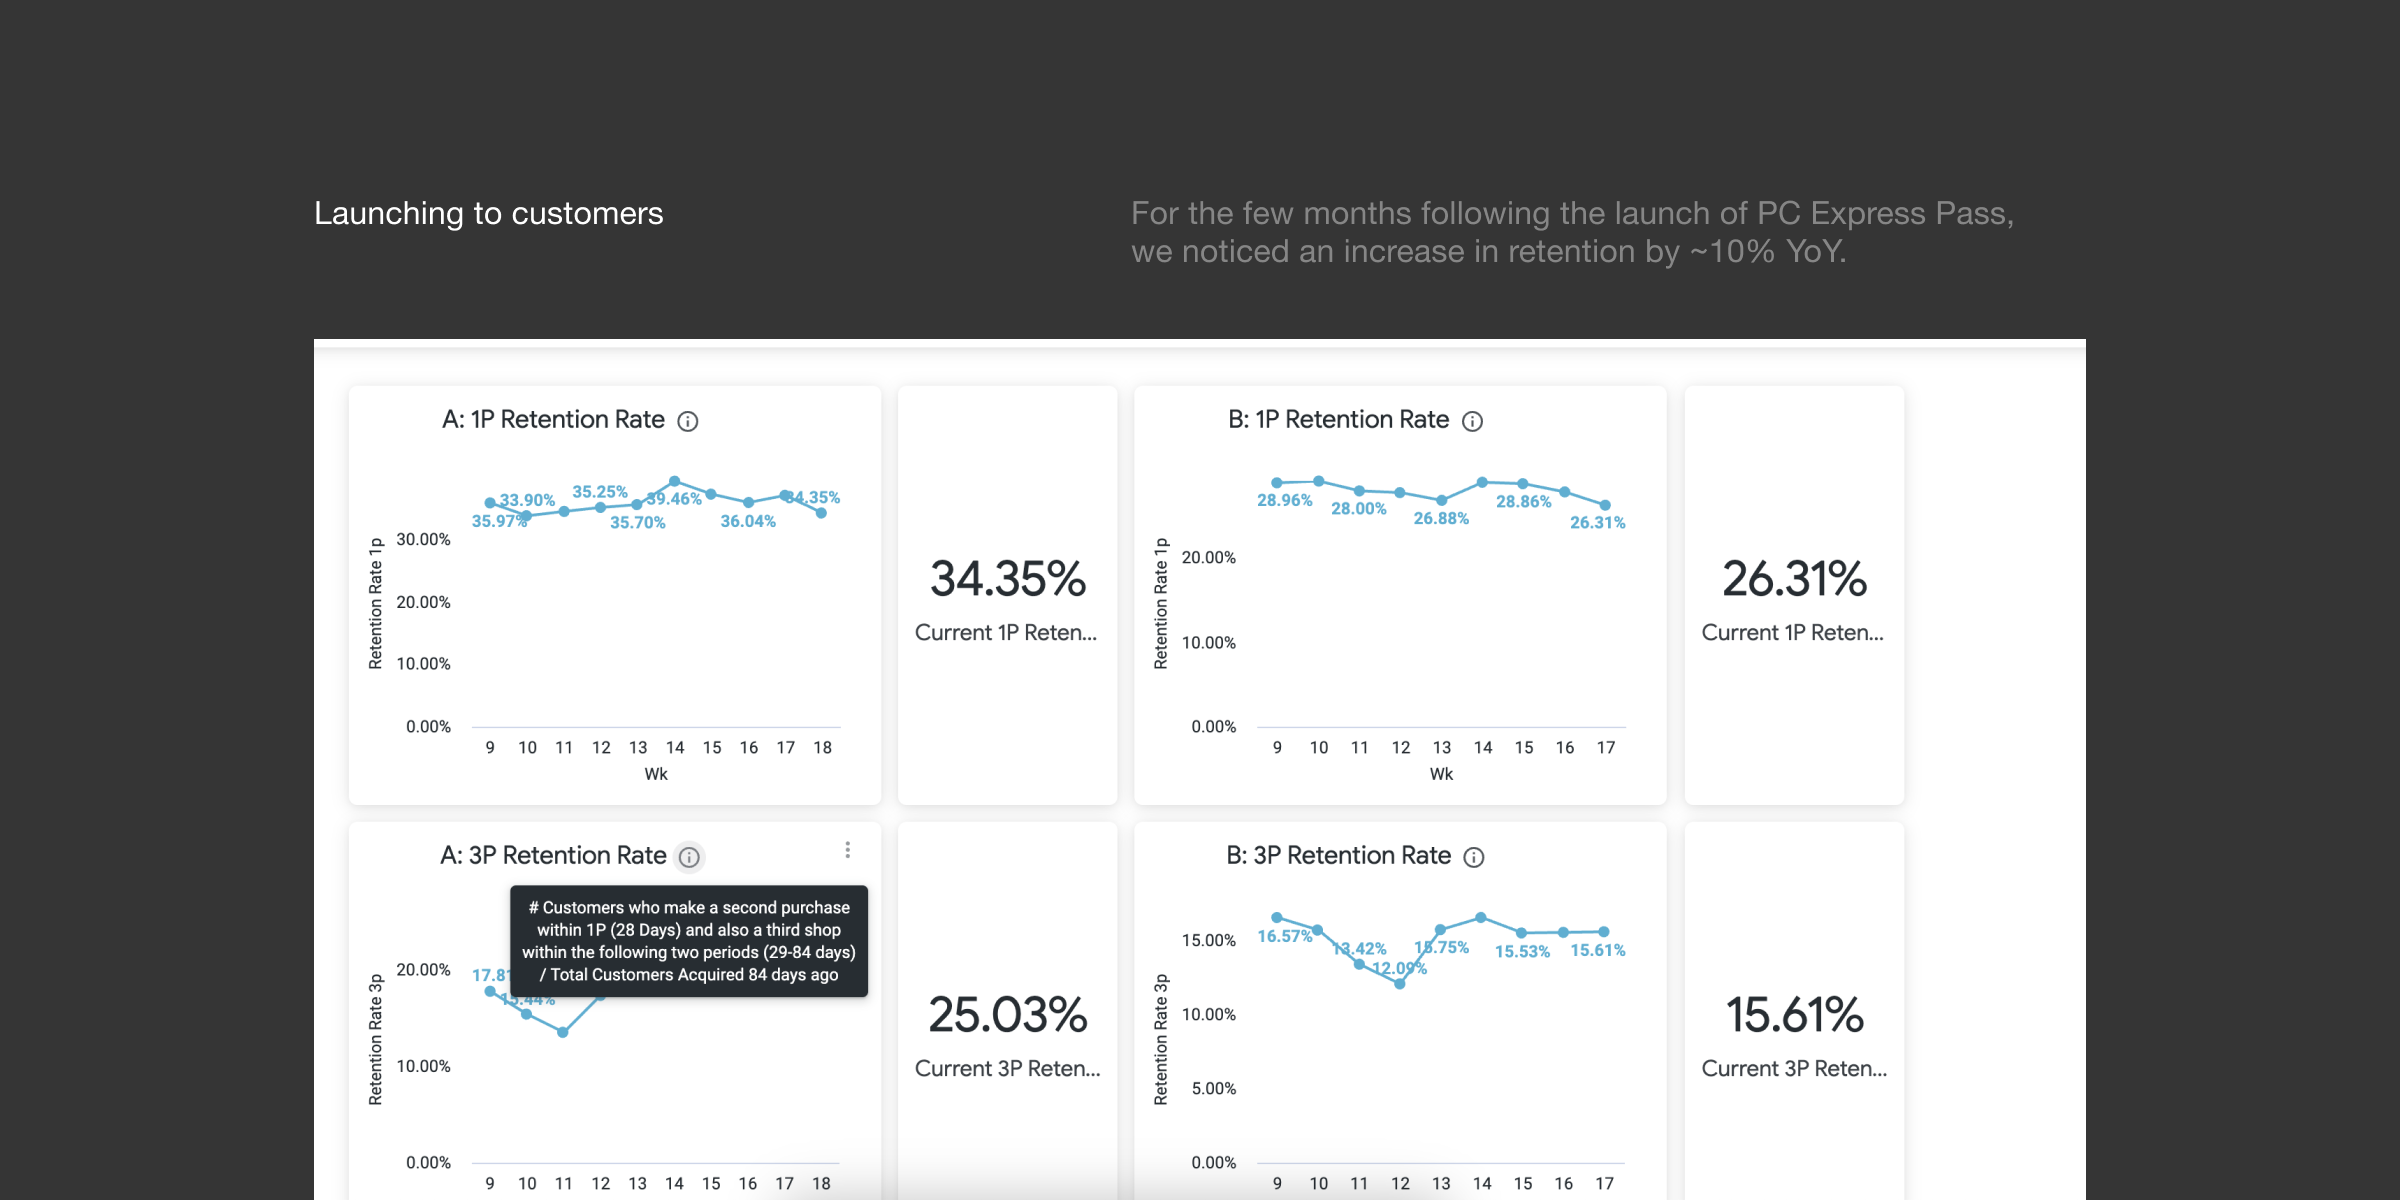 Launching to customers
For the few months following the launch of PC Express Pass,
we noticed an increase in retention by ~10% YoY.
A: 1P Retention Rate
Retention Rate 1p
30.00%
20.00%
10.00%
0.00%
35.97%
33.90%
35.25%
35.70%
39.46%
36.04%
34.35%
9 10 11 12 13 14 15 16 17 18
Wk
34.35%
Current 1P Reten...
B: 1P Retention Rate
Retention Rate 1p
20.00%
10.00%
0.00%
28.96%
28.00%
26.88%
28.86%
26.31%
9 10 11 12 13 14 15 16 17
Wk
26.31%
Current 1P Reten...
A: 3P Retention Rate
# Customers who make a second purchase
within 1P (28 Days) and also a third shop
within the following two periods (29-84 days)
/ Total Customers Acquired 84 days ago
Retention Rate 3p
20.00%
10.00%
0.00%
17.8
15.44%
9 10 11 12 13 14 15 16 17 18
25.03%
Current 3P Reten...
B: 3P Retention Rate
Retention Rate 3p
15.00%
10.00%
5.00%
0.00%
16.57%
13.42%
12.09%
15.75%
15.53%
15.61%
9 10 11 12 13 14 15 16 17
15.61%
Current 3P Reten...